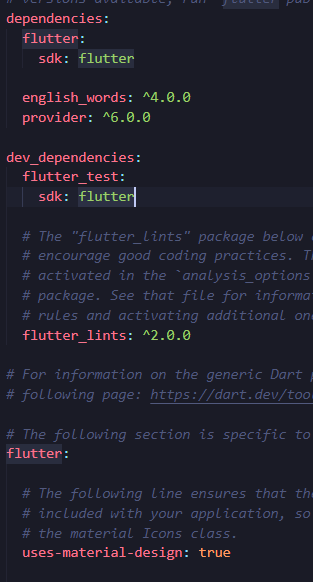 # versions available, run `flutter pub
dependencies:
flutter:
sdk: flutter
english_words: ^4.0.0
provider: ^6.0.0
dev_dependencies:
flutter_test:
sdk: flutter
# The "flutter_lints" package below
# encourage good coding practices.
# activated in the `analysis_options
# package. See that file for
# rules and activating additional
flutter_lints: ^2.0.0
# For information on the generic Dart
# following page: https://dart.dev/too
# The following section is specific to
flutter:
# The following line ensures that
# included with your application, so
# the material Icons class.
uses-material-design: true